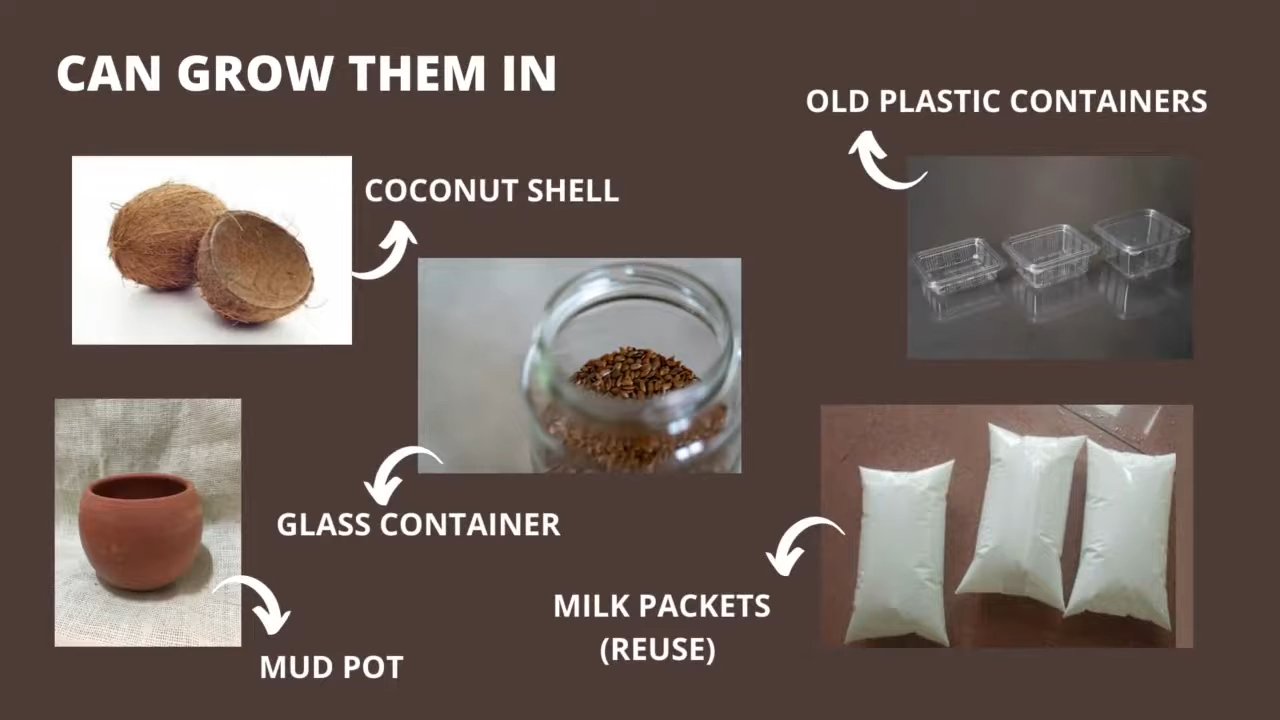 CAN GROW THEM IN
OLD PLASTIC CONTAINERS
COCONUT SHELL
GLASS CONTAINER
MILK PACKETS
(REUSE)
MUD POT